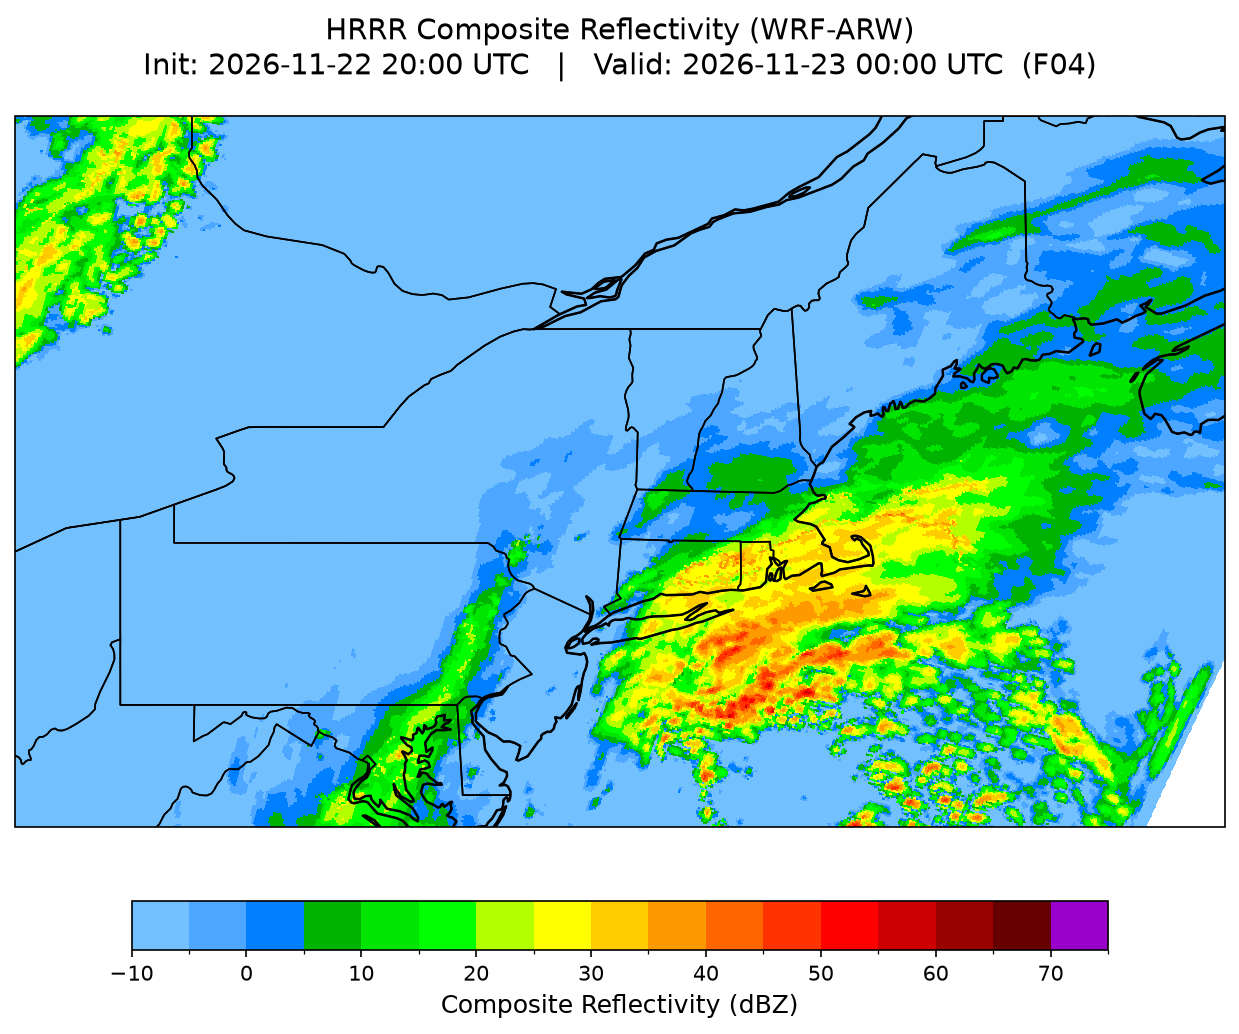 HRRR Composite Reflectivity (WRF-ARW)
Init: 2026-11-22 20:00 UTC   |   Valid: 2026-11-23 00:00 UTC  (F04)
−10 0 10 20 30 40 50 60 70
Composite Reflectivity (dBZ)